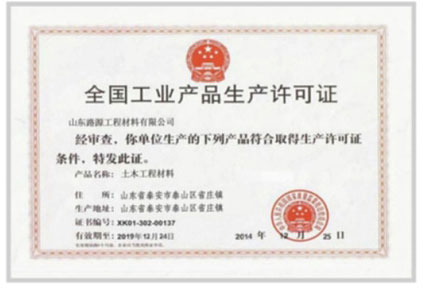 全国工业产品生产许可证
山东路源工程材料有限公司
经审查，你单位生产的下列产品符合取得生产许可证
条件，特发此证。
产品名称： 土木工程材料
住 所： 山东省泰安市泰山区省庄镇
生产地址： 山东省泰安市泰山区省庄镇
证书编号： XK01-302-00137
有效期至： 2019年12月24日
2014 年 12 月 25 日